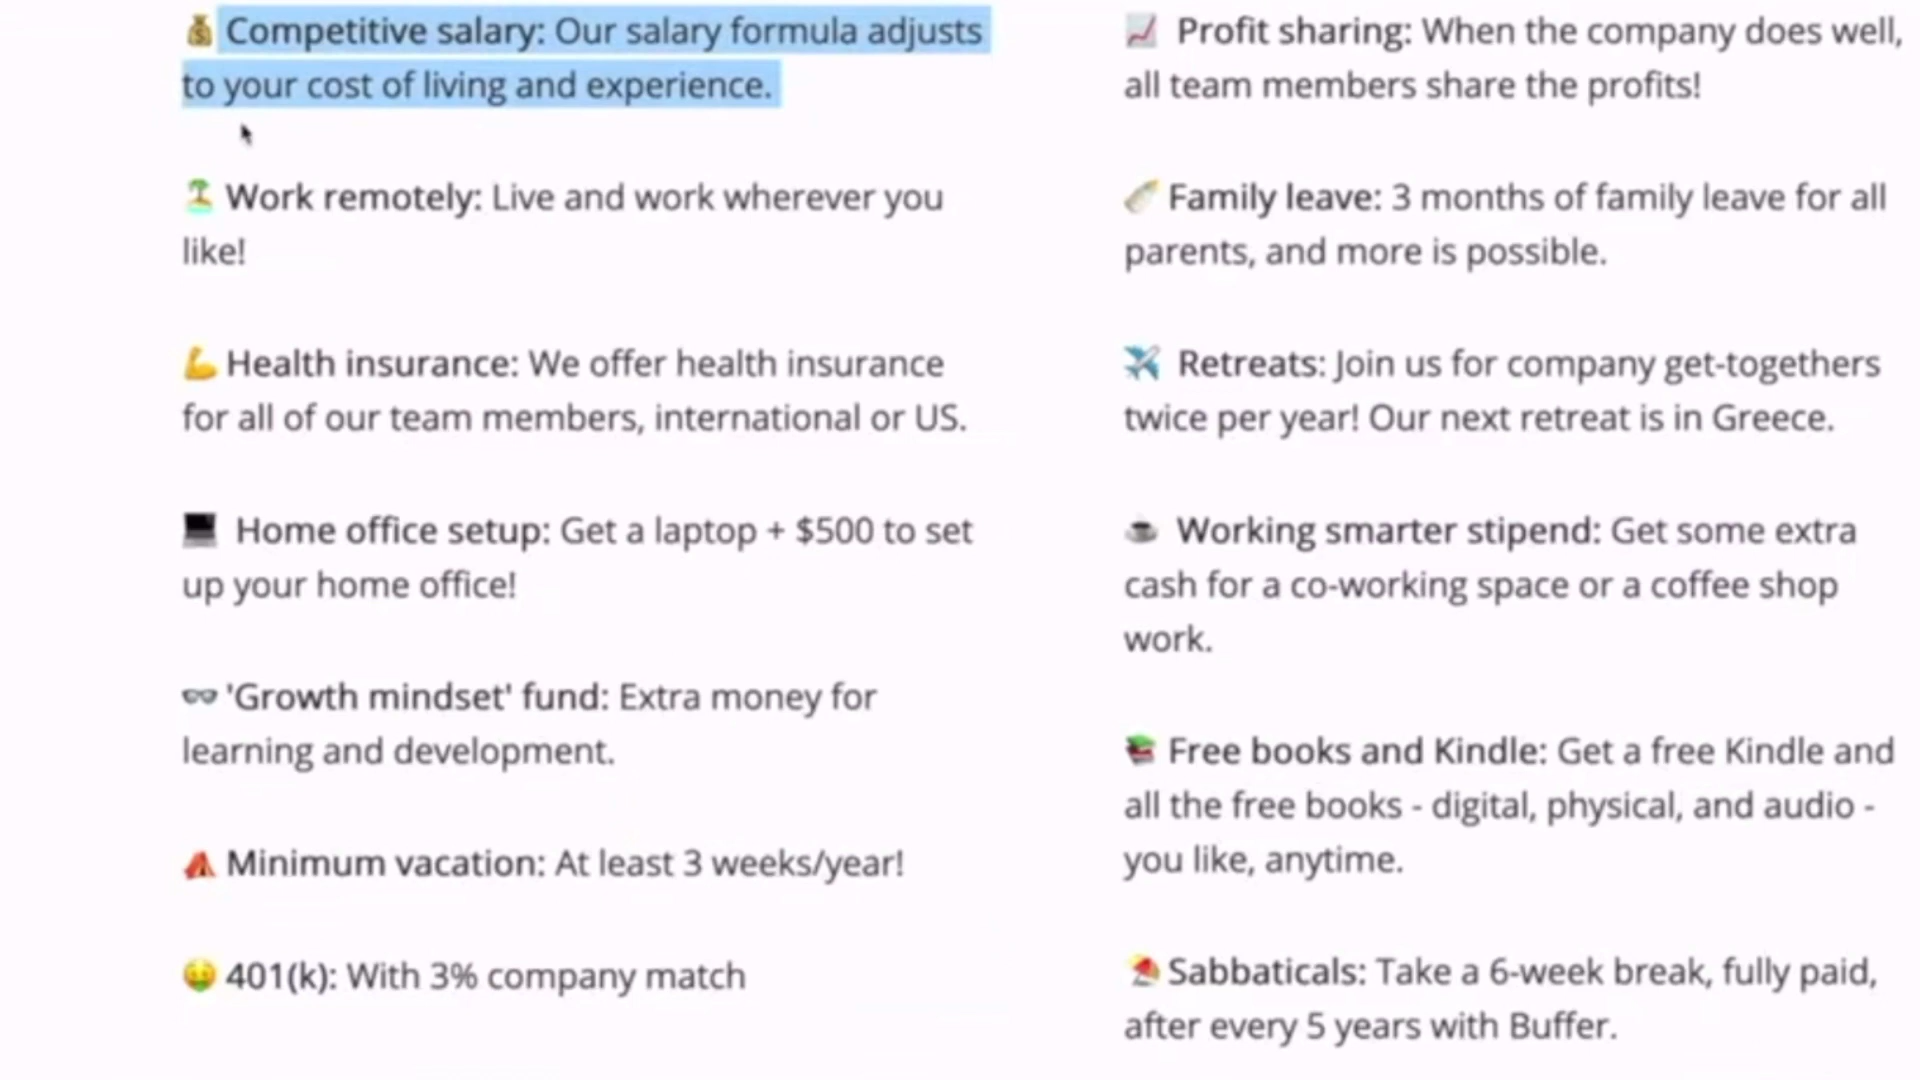 Competitive salary: Our salary formula adjusts
to your cost of living and experience.
Work remotely: Live and work wherever you
like!
Health insurance: We offer health insurance
for all of our team members, international or US.
Home office setup: Get a laptop + $500 to set
up your home office!
'Growth mindset' fund: Extra money for
learning and development.
Minimum vacation: At least 3 weeks/year!
401(k): With 3% company match
Profit sharing: When the company does well,
all team members share the profits!
Family leave: 3 months of family leave for all
parents, and more is possible.
Retreats: Join us for company get-togethers
twice per year! Our next retreat is in Greece.
Working smarter stipend: Get some extra
cash for a co-working space or a coffee shop
work.
Free books and Kindle: Get a free Kindle and
all the free books - digital, physical, and audio -
you like, anytime.
Sabbaticals: Take a 6-week break, fully paid,
after every 5 years with Buffer.